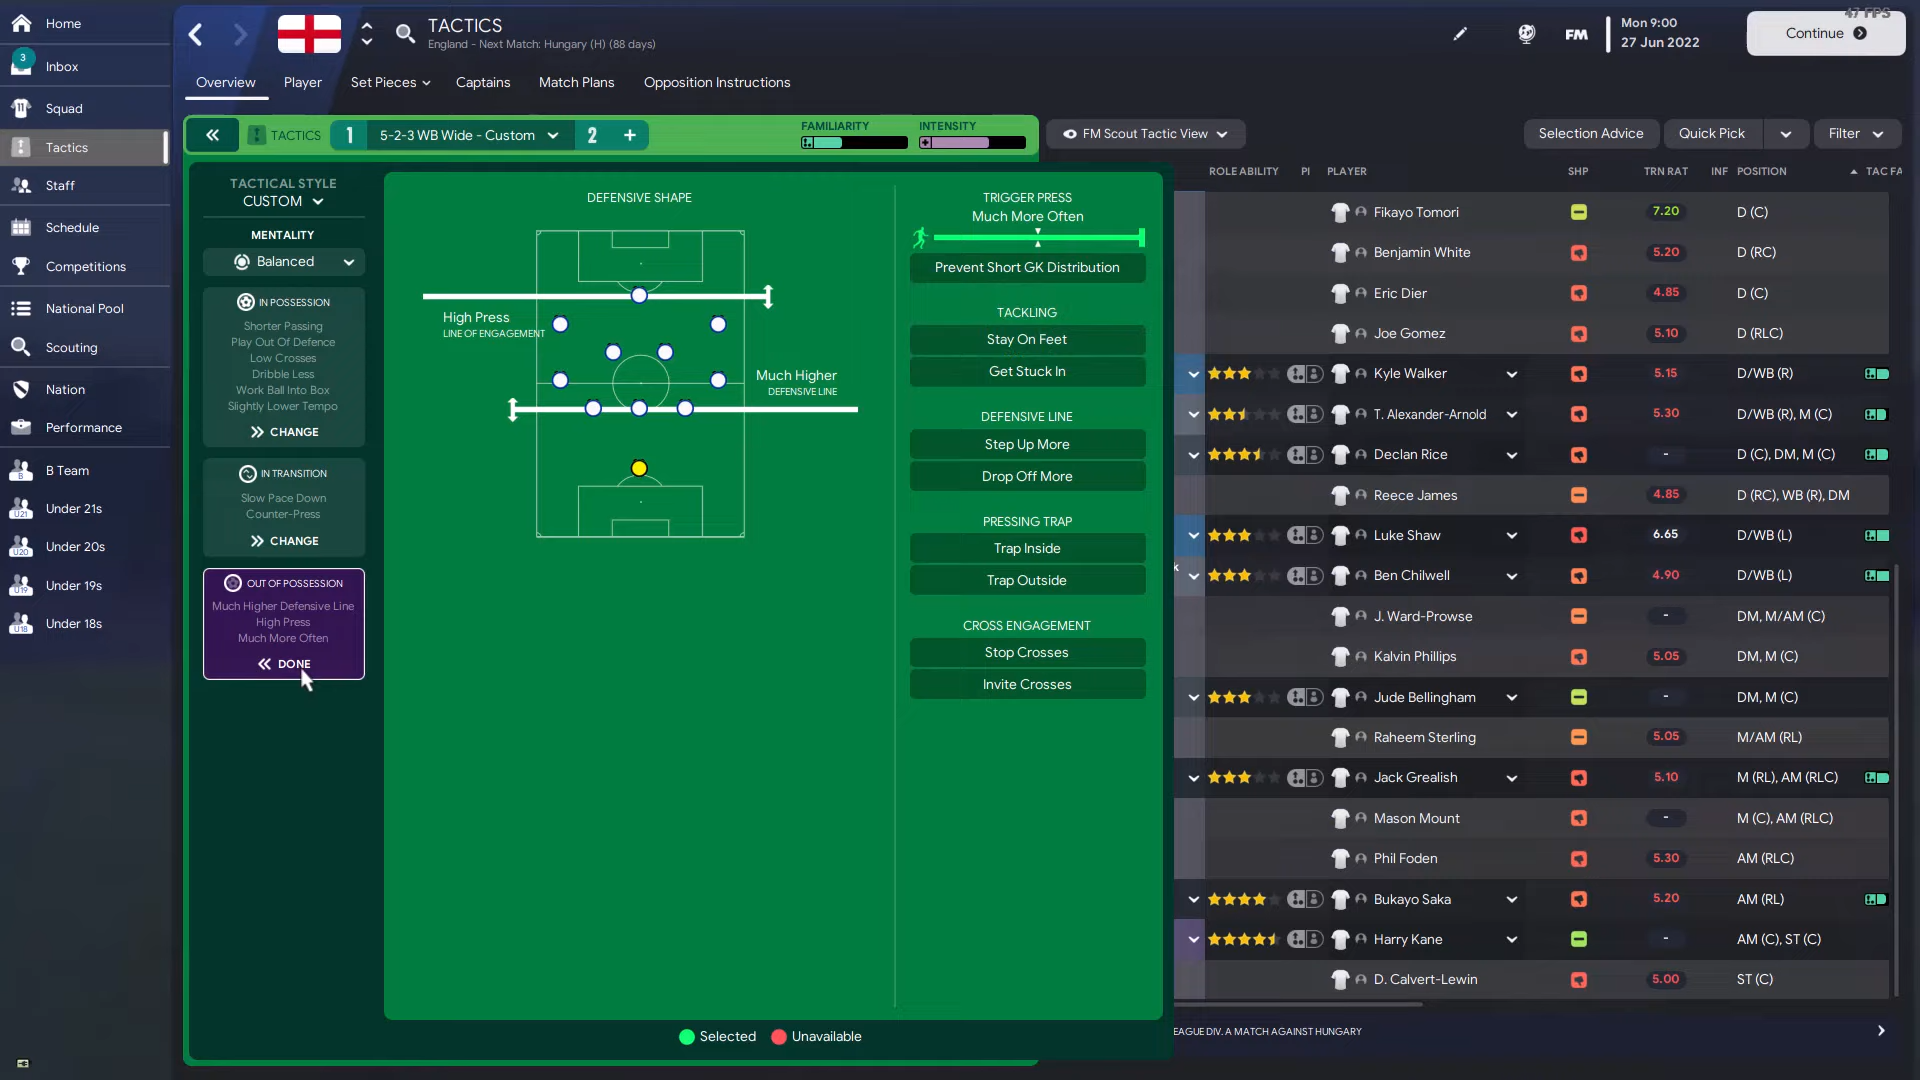 Home
3
Inbox
Squad
Tactics
Staff
Schedule
Competitions
National Pool
Scouting
Nation
Performance
B
B Team
U21
Under 21s
U20
Under 20s
U19
Under 19s
U18
Under 18s
TACTICS
England - Next Match: Hungary (H) (88 days)
FM
Mon 9:00
27 Jun 2022
47 FPS
Continue
Overview
Player
Set Pieces
Captains
Match Plans
Opposition Instructions
TACTICS
1
5-2-3 WB Wide - Custom
2
+
FAMILIARITY
INTENSITY
TACTICAL STYLE
CUSTOM
MENTALITY
Balanced
IN POSSESSION
Shorter Passing
Play Out Of Defence
Low Crosses
Dribble Less
Work Ball Into Box
Slightly Lower Tempo
CHANGE
IN TRANSITION
Slow Pace Down
Counter-Press
CHANGE
OUT OF POSSESSION
Much Higher Defensive Line
High Press
Much More Often
DONE
DEFENSIVE SHAPE
High Press
LINE OF ENGAGEMENT
Much Higher
DEFENSIVE LINE
TRIGGER PRESS
Much More Often
Prevent Short GK Distribution
TACKLING
Stay On Feet
Get Stuck In
DEFENSIVE LINE
Step Up More
Drop Off More
PRESSING TRAP
Trap Inside
Trap Outside
CROSS ENGAGEMENT
Stop Crosses
Invite Crosses
Selected
Unavailable
FM Scout Tactic View
Selection Advice
Quick Pick
Filter
ROLE ABILITY PI PLAYER SHP TRN RAT INF POSITION TAC FA
Fikayo Tomori 7.20 D (C)
Benjamin White 5.20 D (RC)
Eric Dier 4.85 D (C)
Joe Gomez 5.10 D (RLC)
Kyle Walker 5.15 D/WB (R)
T. Alexander-Arnold 5.30 D/WB (R), M (C)
Declan Rice - D (C), DM, M (C)
Reece James 4.85 D (RC), WB (R), DM
Luke Shaw 6.65 D/WB (L)
Ben Chilwell 4.90 D/WB (L)
J. Ward-Prowse - DM, M/AM (C)
Kalvin Phillips 5.05 DM, M (C)
Jude Bellingham - DM, M (C)
Raheem Sterling 5.05 M/AM (RL)
Jack Grealish 5.10 M (RL), AM (RLC)
Mason Mount - M (C), AM (RLC)
Phil Foden 5.30 AM (RLC)
Bukayo Saka 5.20 AM (RL)
Harry Kane - AM (C), ST (C)
D. Calvert-Lewin 5.00 ST (C)
EAGUE DIV. A MATCH AGAINST HUNGARY